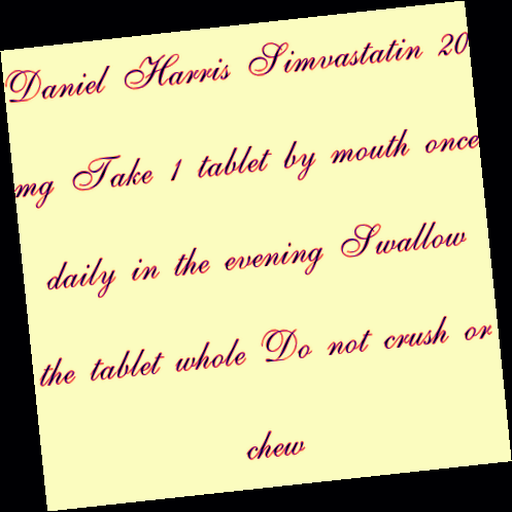 Daniel Harris Simvastatin 20
mg Take 1 tablet by mouth once
daily in the evening Swallow
the tablet whole Do not crush or
chew